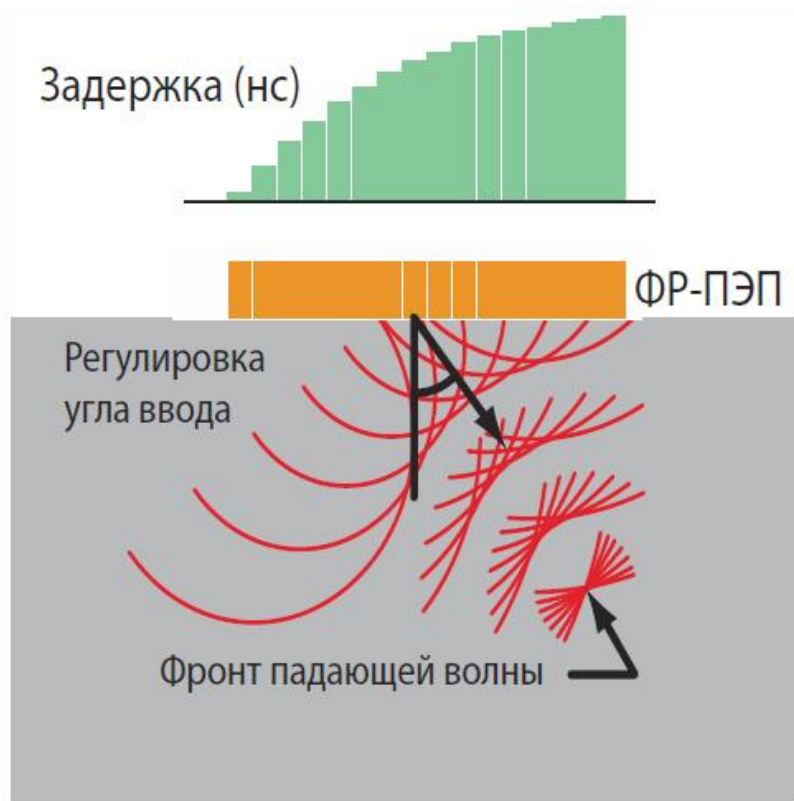 Задержка (нс)
ФР-ПЭП
Регулировка
угла ввода
Фронт падающей волны